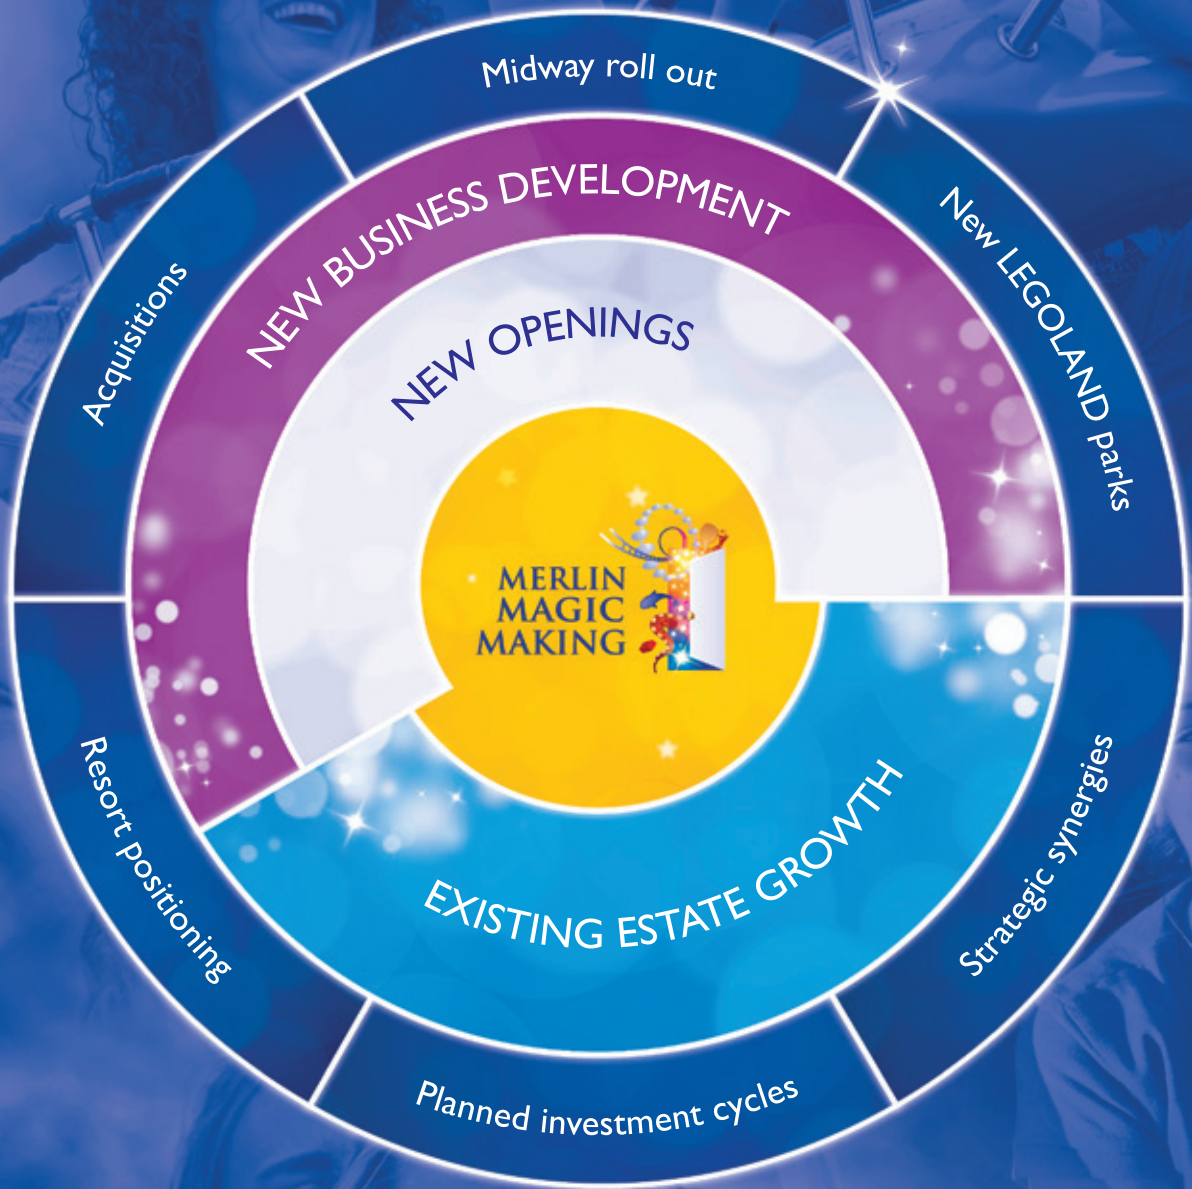 Midway roll out
New LEGOLAND parks
Strategic synergies
Planned investment cycles
Resort positioning
Acquisitions
NEW BUSINESS DEVELOPMENT
NEW OPENINGS
EXISTING ESTATE GROWTH
MERLIN
MAGIC
MAKING